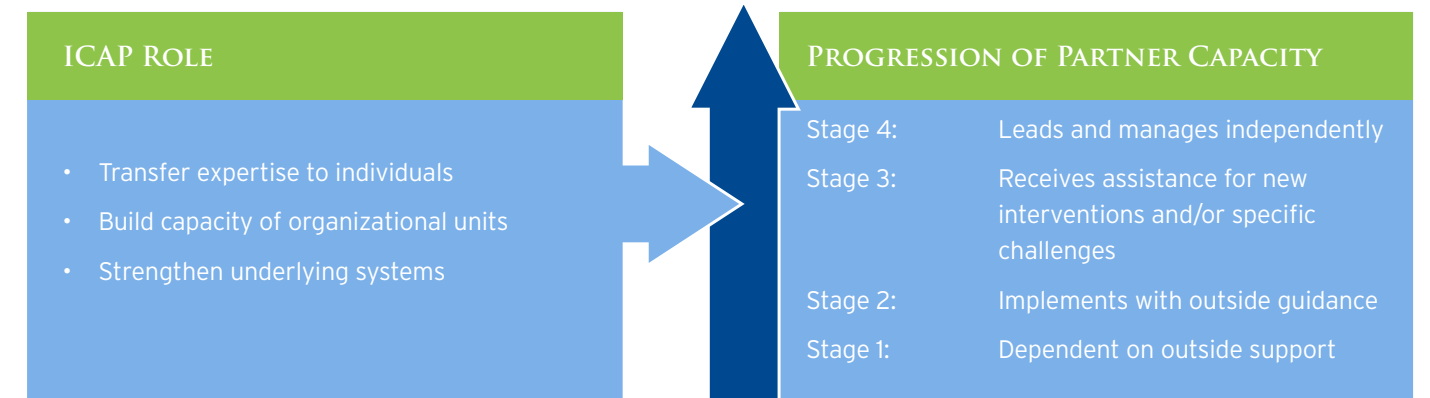 ICAP Role
• Transfer expertise to individuals
• Build capacity of organizational units
• Strengthen underlying systems
Progression of Partner Capacity
Stage 4: Leads and manages independently
Stage 3: Receives assistance for new
interventions and/or specific
challenges
Stage 2: Implements with outside guidance
Stage 1: Dependent on outside support